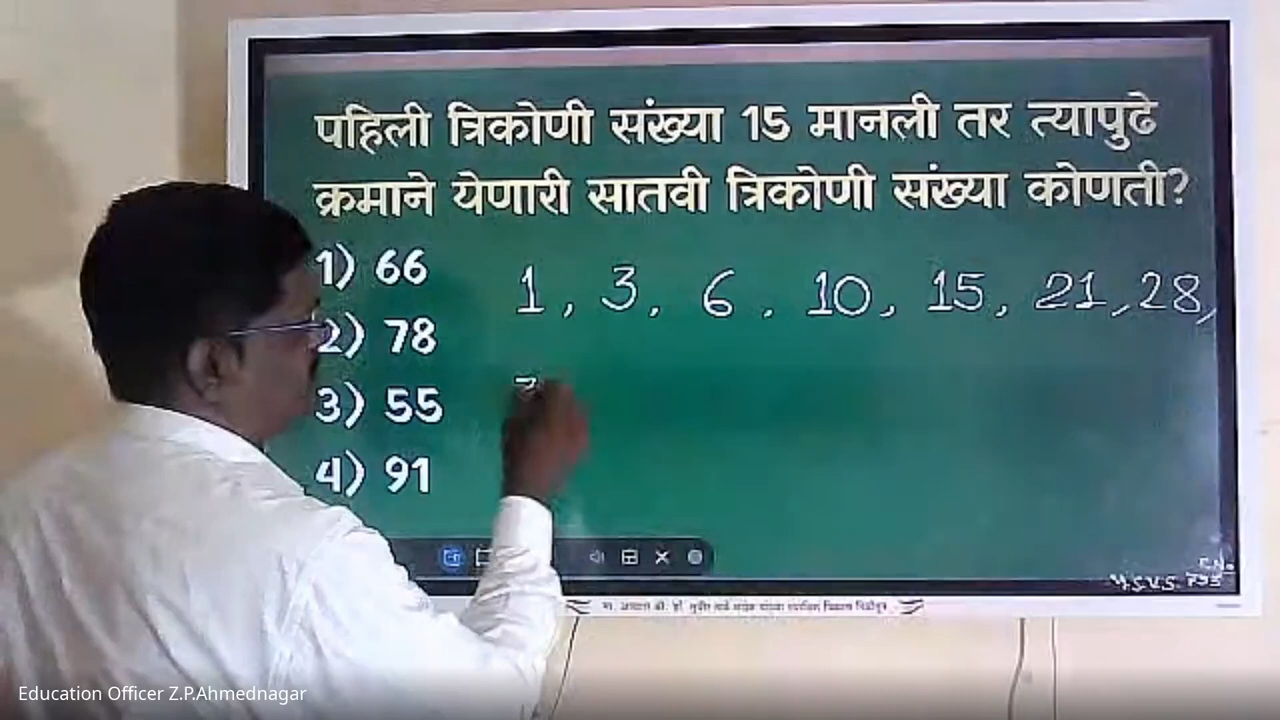 पहिली त्रिकोणी संख्या 15 मानली तर त्यापुढे
क्रमाने येणारी सातवी त्रिकोणी संख्या कोणती?
1) 66
2) 78
3) 55
4) 91
1, 3, 6, 10, 15, 21, 28,
Education Officer Z.P.Ahmednagar